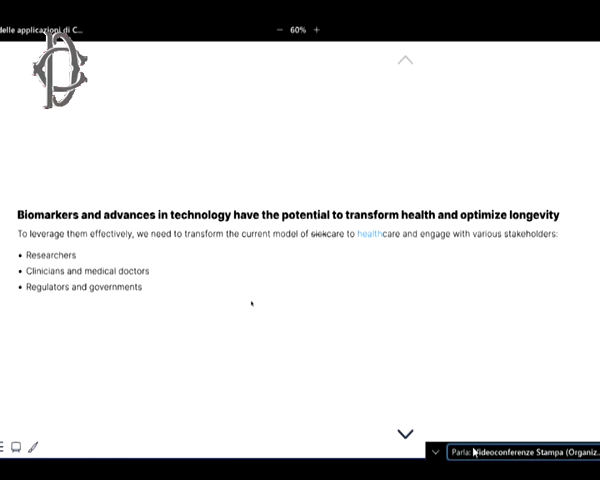 delle applicazioni di C...
− 60% +
Biomarkers and advances in technology have the potential to transform health and optimize longevity
To leverage them effectively, we need to transform the current model of sickcare to healthcare and engage with various stakeholders:
• Researchers
• Clinicians and medical doctors
• Regulators and governments
Parla: Videoconferenze Stampa (Organiz...